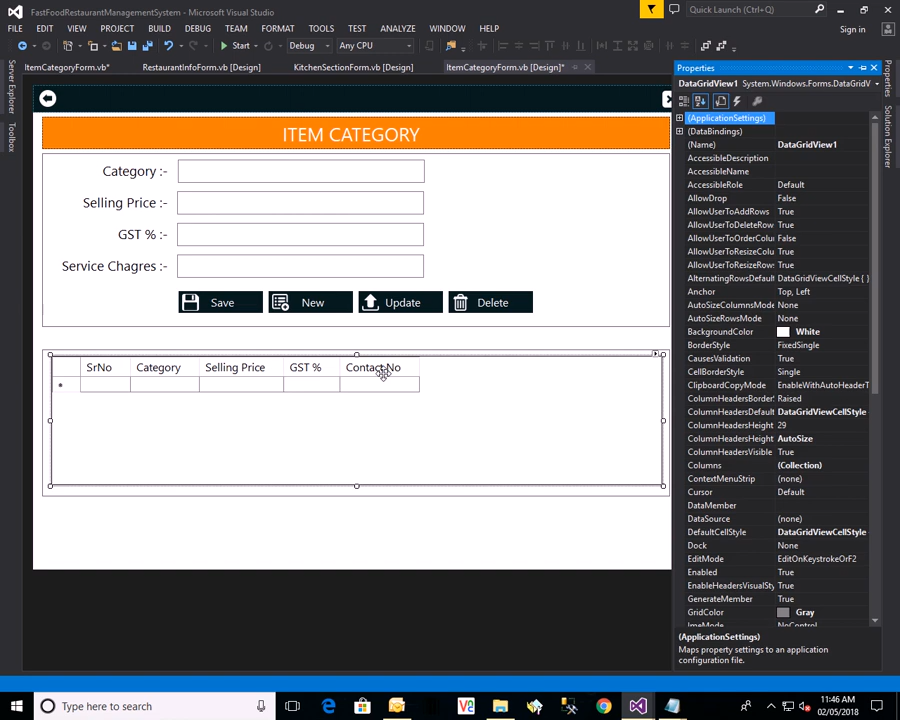 FastFoodRestaurantManagementSystem - Microsoft Visual Studio
Quick Launch (Ctrl+Q)
FILE EDIT VIEW PROJECT BUILD DEBUG TEAM FORMAT TOOLS TEST ANALYZE WINDOW HELP
Sign in
Start Debug Any CPU
ItemCategoryForm.vb* RestaurantInfoForm.vb [Design] KitchenSectionForm.vb [Design] ItemCategoryForm.vb [Design]*
Server Explorer
Toolbox
ITEM CATEGORY
Category :-
Selling Price :-
GST % :-
Service Chagres :-
Save New Update Delete
SrNo Category Selling Price GST % Contact No
Properties
DataGridView1 System.Windows.Forms.DataGridV
(ApplicationSettings)
(DataBindings)
(Name) DataGridView1
AccessibleDescription
AccessibleName
AccessibleRole Default
AllowDrop False
AllowUserToAddRows True
AllowUserToDeleteRow True
AllowUserToOrderColu False
AllowUserToResizeColu True
AllowUserToResizeRows True
AlternatingRowsDefaul DataGridViewCellStyle { }
Anchor Top, Left
AutoSizeColumnsMode None
AutoSizeRowsMode None
BackgroundColor White
BorderStyle FixedSingle
CausesValidation True
CellBorderStyle Single
ClipboardCopyMode EnableWithAutoHeaderT
ColumnHeadersBorder Raised
ColumnHeadersDefault DataGridViewCellStyle
ColumnHeadersHeight 29
ColumnHeadersHeight AutoSize
ColumnHeadersVisible True
Columns (Collection)
ContextMenuStrip (none)
Cursor Default
DataMember
DataSource (none)
DefaultCellStyle DataGridViewCellStyle
Dock None
EditMode EditOnKeystrokeOrF2
Enabled True
EnableHeadersVisualSty True
GenerateMember True
GridColor Gray
ImeMode NoControl
(ApplicationSettings)
Maps property settings to an application
configuration file.
Properties
Solution Explorer
Type here to search
11:46 AM
02/05/2018